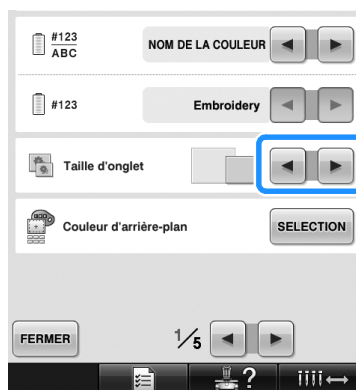 #123
ABC
NOM DE LA COULEUR
#123
Embroidery
Taille d'onglet
Couleur d'arrière-plan
SELECTION
FERMER
1/5
?